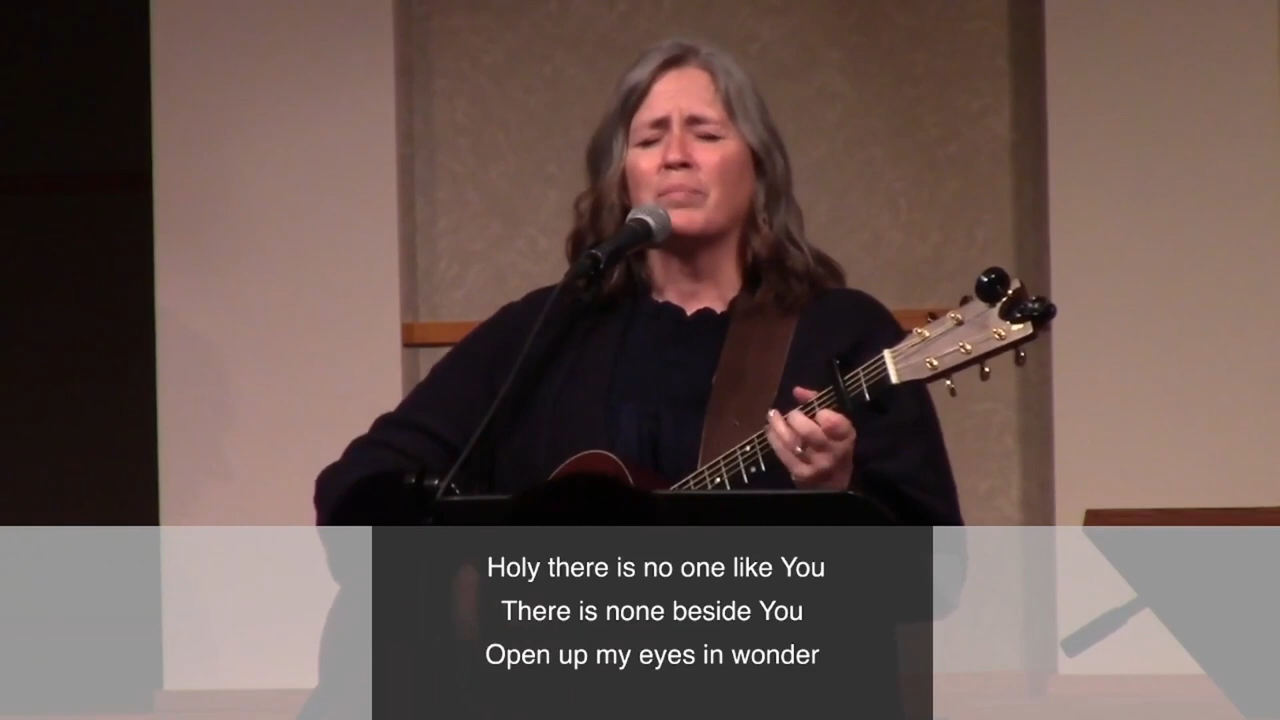 Holy there is no one like You
There is none beside You
Open up my eyes in wonder